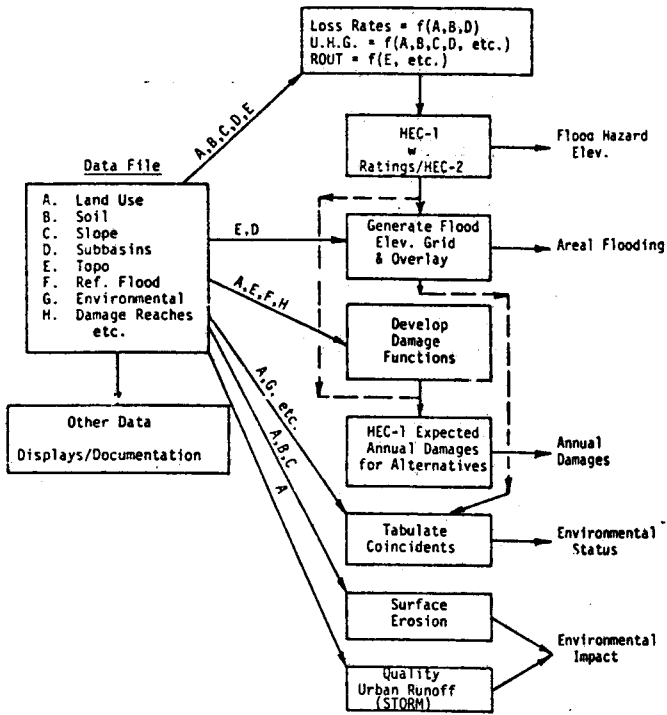 Loss Rates = f(A,B,D)
U.H.G. = f(A,B,C,D, etc.)
ROUT = f(E, etc.)
A,B,C,D,E
HEC-1
w
Ratings/HEC-2
Flood Hazard
Elev.
Data File
A. Land Use
B. Soil
C. Slope
D. Subbasins
E. Topo
F. Ref. Flood
G. Environmental
H. Damage Reaches
etc.
E,D
Generate Flood
Elev. Grid
& Overlay
Areal Flooding
A,E,F,H
Develop
Damage
Functions
Other Data
Displays/Documentation
A,G, etc.
A,B,C
A
HEC-1 Expected
Annual Damages
for Alternatives
Annual
Damages
Tabulate
Coincidents
Environmental
Status
Surface
Erosion
Environmental
Impact
Quality
Urban Runoff
(STORM)